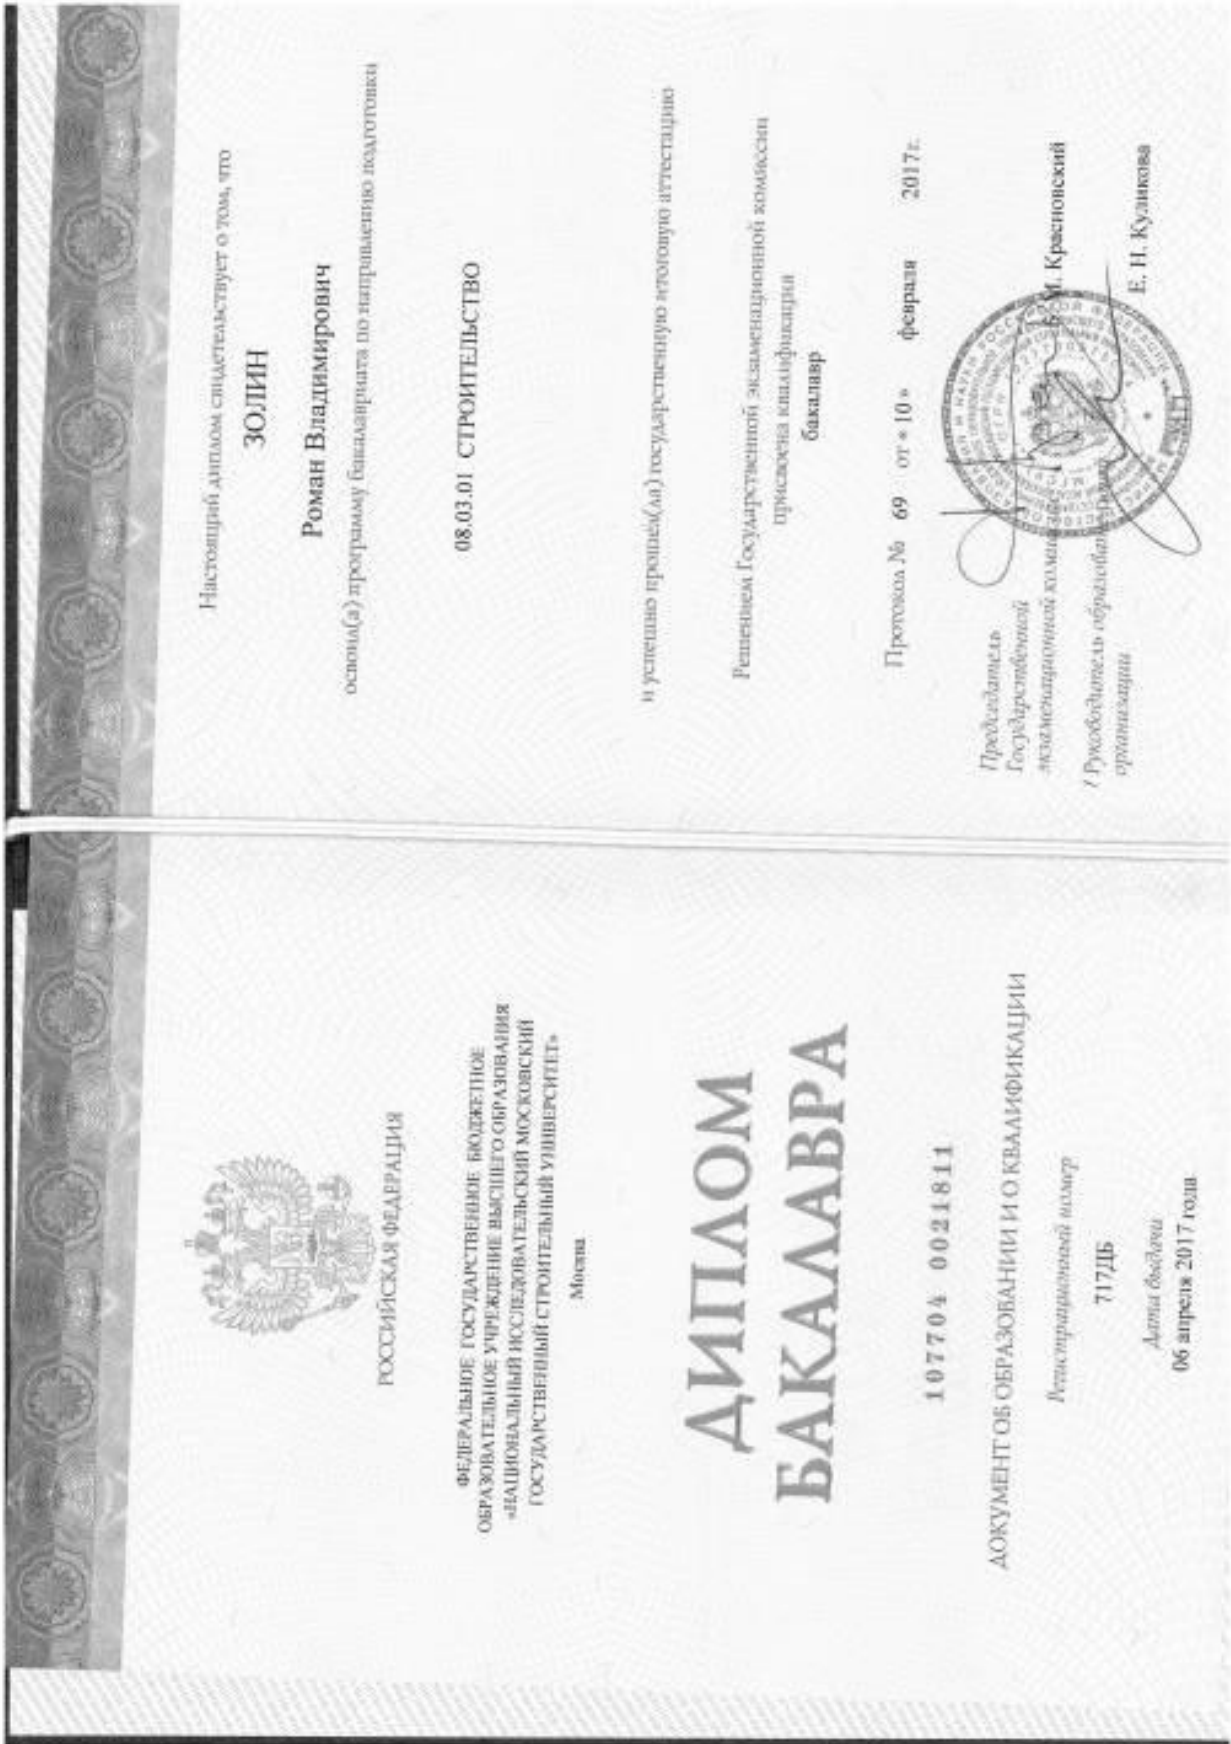 РОССИЙСКАЯ ФЕДЕРАЦИЯ
ФЕДЕРАЛЬНОЕ ГОСУДАРСТВЕННОЕ БЮДЖЕТНОЕ
ОБРАЗОВАТЕЛЬНОЕ УЧРЕЖДЕНИЕ ВЫСШЕГО ОБРАЗОВАНИЯ
«НАЦИОНАЛЬНЫЙ ИССЛЕДОВАТЕЛЬСКИЙ МОСКОВСКИЙ
ГОСУДАРСТВЕННЫЙ СТРОИТЕЛЬНЫЙ УНИВЕРСИТЕТ»
Москва
ДИПЛОМ
БАКАЛАВРА
107704 0021811
ДОКУМЕНТ ОБ ОБРАЗОВАНИИ И О КВАЛИФИКАЦИИ
Регистрационный номер
717ДБ
Дата выдачи
06 апреля 2017 года
Настоящий диплом свидетельствует о том, что
ЗОЛИН
Роман Владимирович
освоил(а) программу бакалавриата по направлению подготовки
08.03.01 СТРОИТЕЛЬСТВО
и успешно прошел(ла) государственную итоговую аттестацию
Решением Государственной экзаменационной комиссии
присвоена квалификация
бакалавр
Протокол № 69 от « 10 » февраля 2017 г.
Председатель
Государственной
экзаменационной
М. Красновский
Руководитель
организации
Е. Н. Куликова